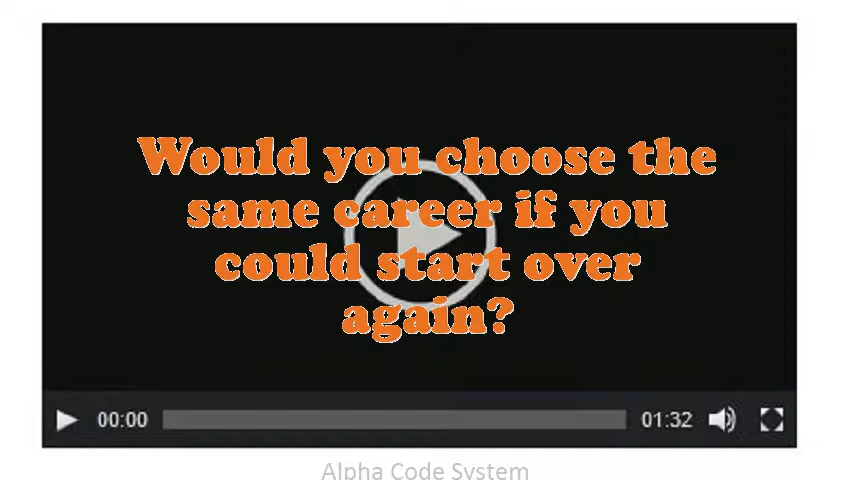 Would you choose the
same career if you
could start over
again?
00:00 01:32
Alpha Code System